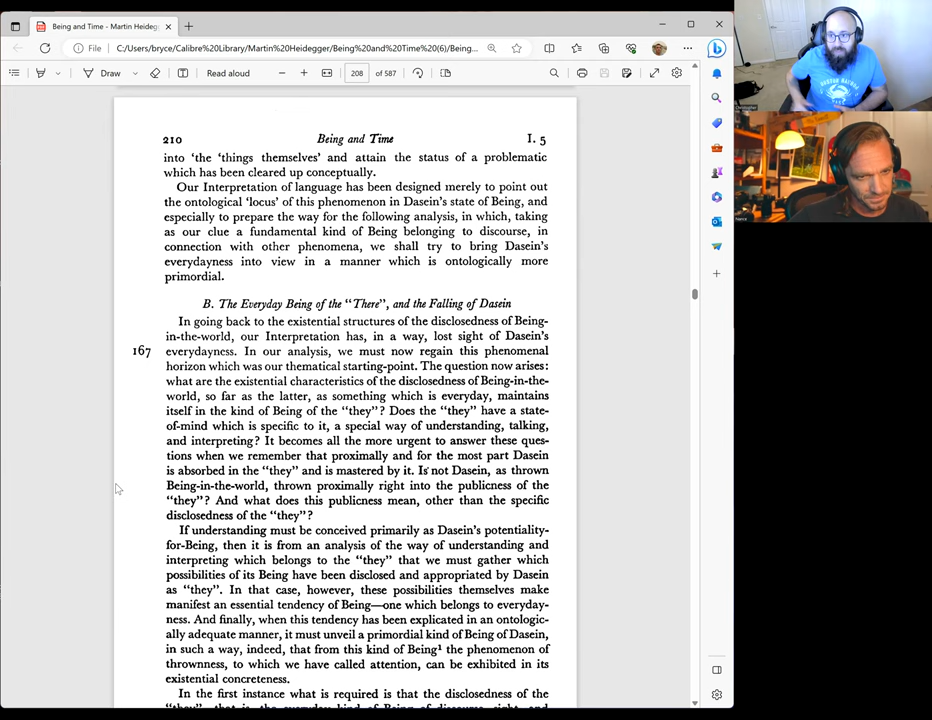 Being and Time - Martin Heideg
File
C:/Users/bryce/Calibre%20Library/Martin%20Heidegger/Being%20and%20Time%20(6)/Being...
Draw
Read aloud
208 of 587
210 Being and Time I. 5
into 'the 'things themselves' and attain the status of a problematic
which has been cleared up conceptually.
Our Interpretation of language has been designed merely to point out
the ontological 'locus' of this phenomenon in Dasein's state of Being, and
especially to prepare the way for the following analysis, in which, taking
as our clue a fundamental kind of Being belonging to discourse, in
connection with other phenomena, we shall try to bring Dasein's
everydayness into view in a manner which is ontologically more
primordial.
B. The Everyday Being of the "There", and the Falling of Dasein
In going back to the existential structures of the disclosedness of Being-
in-the-world, our Interpretation has, in a way, lost sight of Dasein's
167 everydayness. In our analysis, we must now regain this phenomenal
horizon which was our thematical starting-point. The question now arises:
what are the existential characteristics of the disclosedness of Being-in-the-
world, so far as the latter, as something which is everyday, maintains
itself in the kind of Being of the "they"? Does the "they" have a state-
of-mind which is specific to it, a special way of understanding, talking,
and interpreting? It becomes all the more urgent to answer these ques-
tions when we remember that proximally and for the most part Dasein
is absorbed in the "they" and is mastered by it. Is not Dasein, as thrown
Being-in-the-world, thrown proximally right into the publicness of the
"they"? And what does this publicness mean, other than the specific
disclosedness of the "they"?
If understanding must be conceived primarily as Dasein's potentiality-
for-Being, then it is from an analysis of the way of understanding and
interpreting which belongs to the "they" that we must gather which
possibilities of its Being have been disclosed and appropriated by Dasein
as "they". In that case, however, these possibilities themselves make
manifest an essential tendency of Being—one which belongs to everyday-
ness. And finally, when this tendency has been explicated in an ontologic-
ally adequate manner, it must unveil a primordial kind of Being of Dasein,
in such a way, indeed, that from this kind of Being¹ the phenomenon of
thrownness, to which we have called attention, can be exhibited in its
existential concreteness.
In the first instance what is required is that the disclosedness of the
"they", that is, the everyday kind of Being of discourse, sight, and